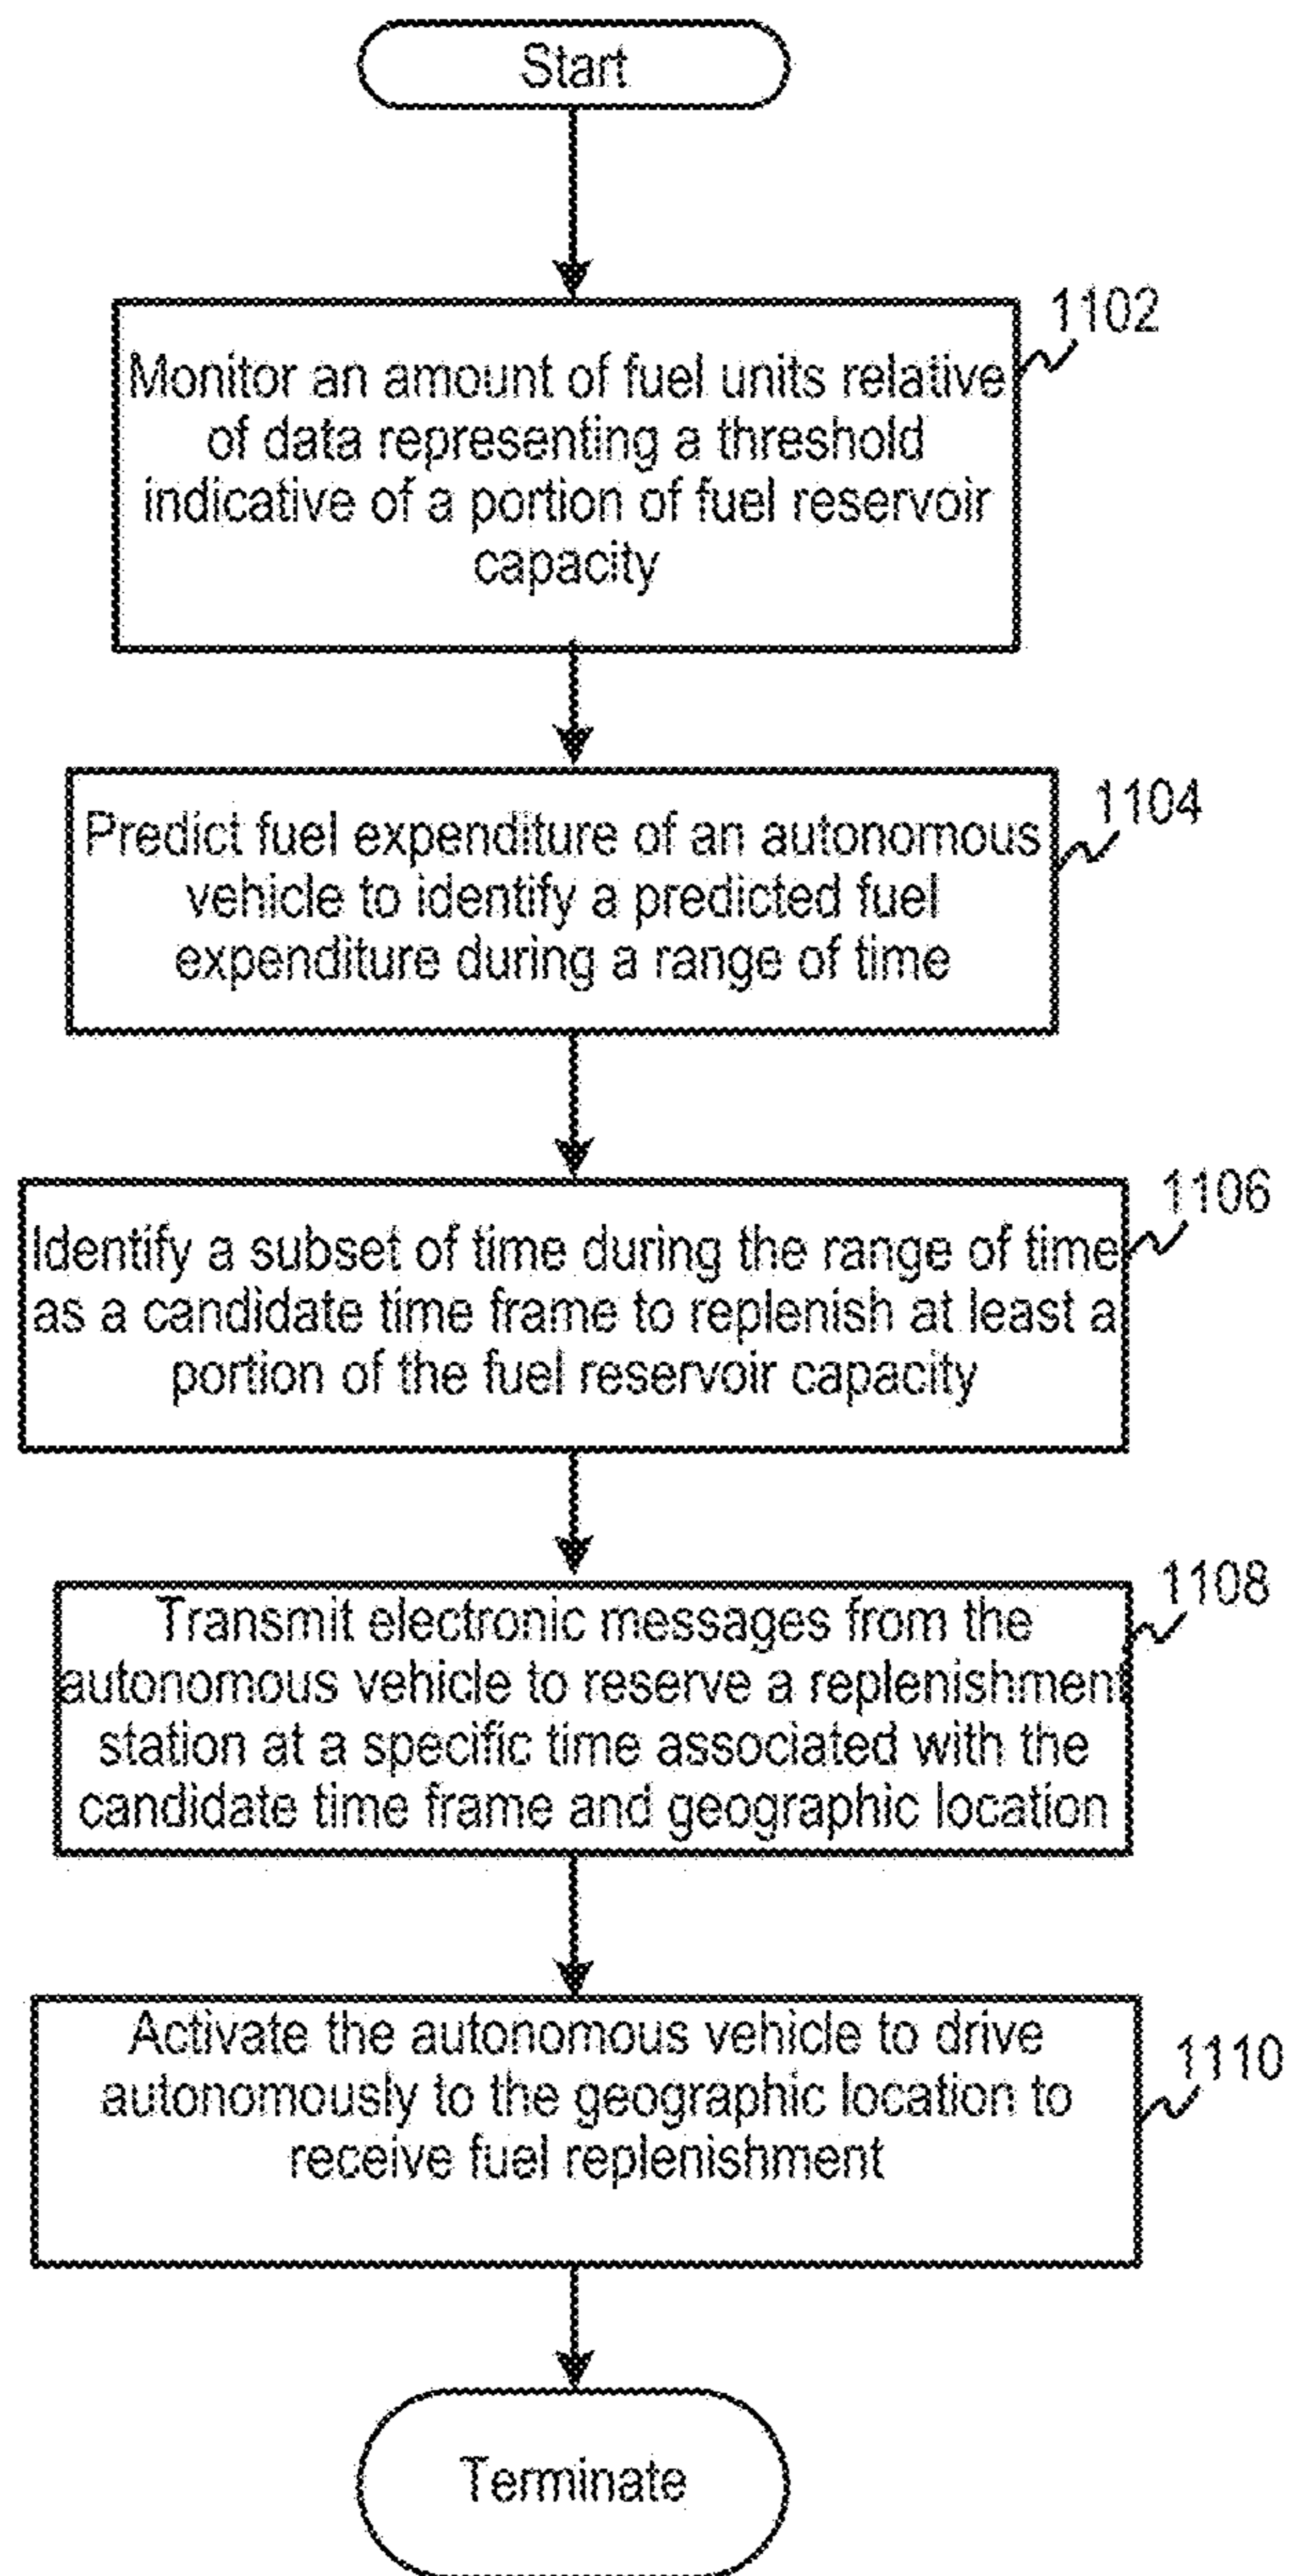 Start
1102
Monitor an amount of fuel units relative
of data representing a threshold
indicative of a portion of fuel reservoir
capacity
1104
Predict fuel expenditure of an autonomous
vehicle to identify a predicted fuel
expenditure during a range of time
1106
Identify a subset of time during the range of time
as a candidate time frame to replenish at least a
portion of the fuel reservoir capacity
1108
Transmit electronic messages from the
autonomous vehicle to reserve a replenishment
station at a specific time associated with the
candidate time frame and geographic location
1110
Activate the autonomous vehicle to drive
autonomously to the geographic location to
receive fuel replenishment
Terminate